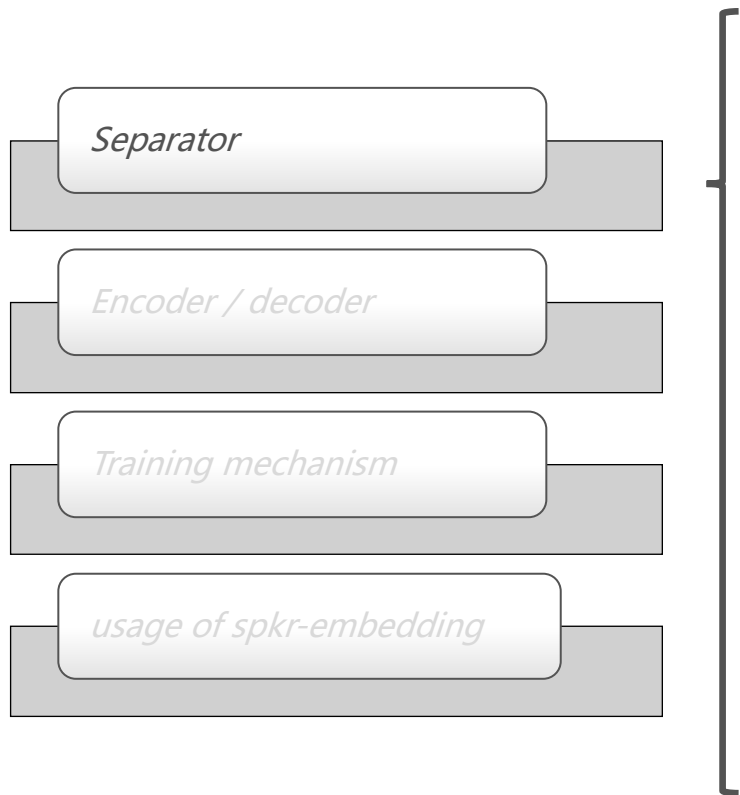 Separator
Encoder / decoder
Training mechanism
usage of spkr-embedding